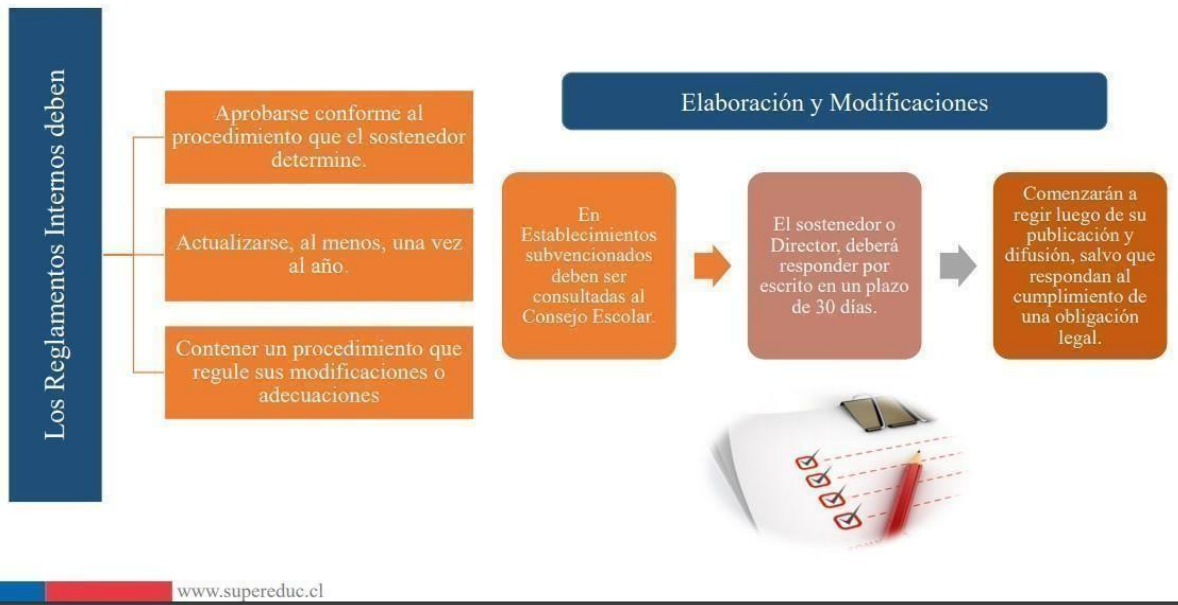 Los Reglamentos Internos deben
Aprobarse conforme al
procedimiento que el sostenedor
determine.
Actualizarse, al menos, una vez
al año.
Contener un procedimiento que
regule sus modificaciones o
adecuaciones
Elaboración y Modificaciones
En
Establecimientos
subvencionados
deben ser
consultadas al
Consejo Escolar.
El sostenedor o
Director, deberá
responder por
escrito en un plazo
de 30 días.
Comenzarán a
regir luego de su
publicación y
difusión, salvo que
respondan al
cumplimiento de
una obligación
legal.
www.supereduc.cl